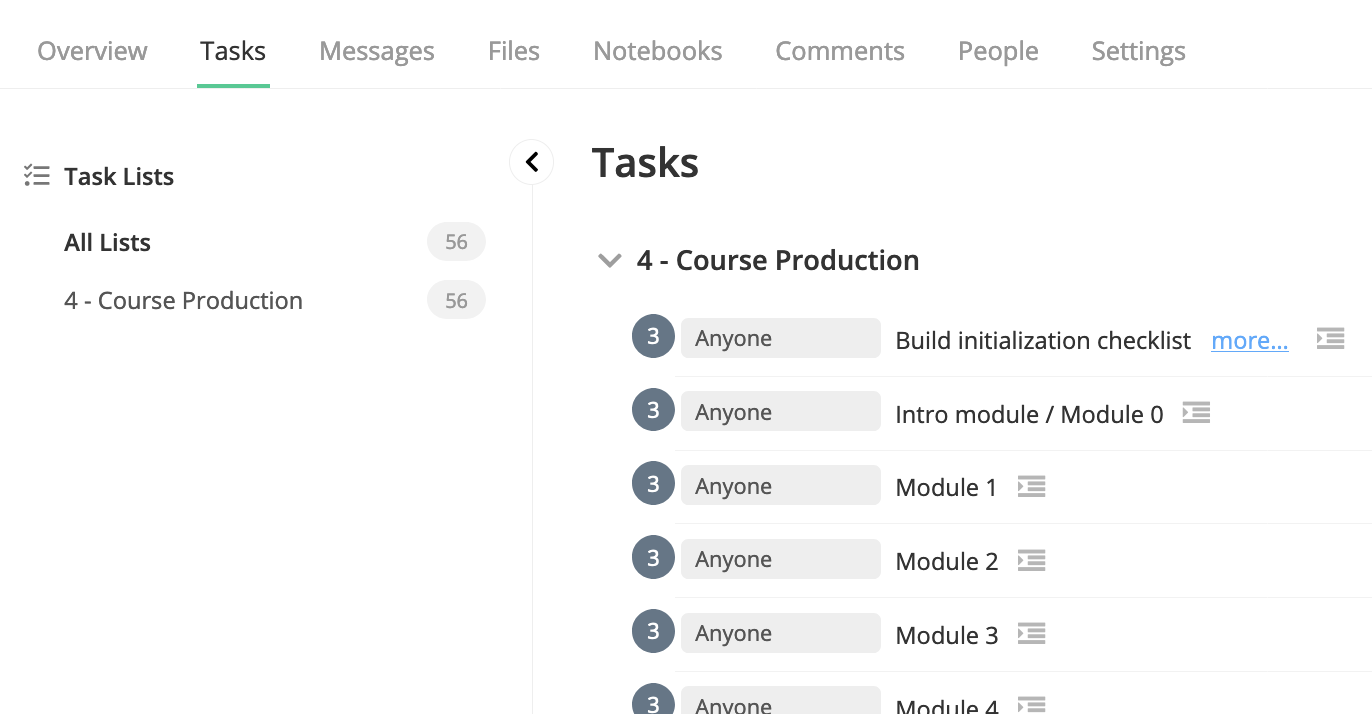 Overview Tasks Messages Files Notebooks Comments People Settings
Task Lists
All Lists 56
4 - Course Production 56
Tasks
4 - Course Production
3 Anyone Build initialization checklist more...
3 Anyone Intro module / Module 0
3 Anyone Module 1
3 Anyone Module 2
3 Anyone Module 3
3 Anyone Module 4